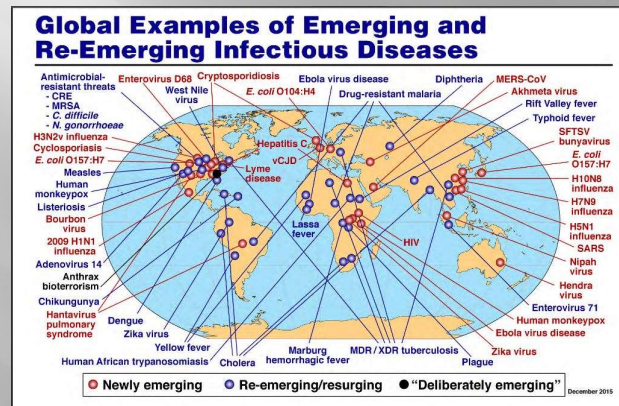 Global Examples of Emerging and
Re-Emerging Infectious Diseases
Antimicrobial-
resistant threats
- CRE
- MRSA
- C. difficile
- N. gonorrhoeae
Enterovirus D68
Cryptosporidiosis
West Nile
virus
E. coli O104:H4
Ebola virus disease
Drug-resistant malaria
Diphtheria
MERS-CoV
Akhmeta virus
Rift Valley fever
Typhoid fever
SFTSV
bunyavirus
E. coli
O157:H7
H10N8
influenza
H7N9
influenza
H5N1
influenza
SARS
Nipah
virus
Hendra
virus
Enterovirus 71
Human monkeypox
Ebola virus disease
Zika virus
Plague
H3N2v influenza
Cyclosporiasis
E. coli O157:H7
Measles
Human
monkeypox
Listeriosis
Bourbon
virus
2009 H1N1
influenza
Adenovirus 14
Anthrax
bioterrorism
Chikungunya
Hantavirus
pulmonary
syndrome
Hepatitis C
vCJD
Lyme
disease
Lassa
fever
HIV
Dengue
Zika virus
Yellow fever
Human African trypanosomiasis
Cholera
Marburg
hemorrhagic fever
MDR/XDR tuberculosis
Newly emerging
Re-emerging/resurging
"Deliberately emerging"
December 2015